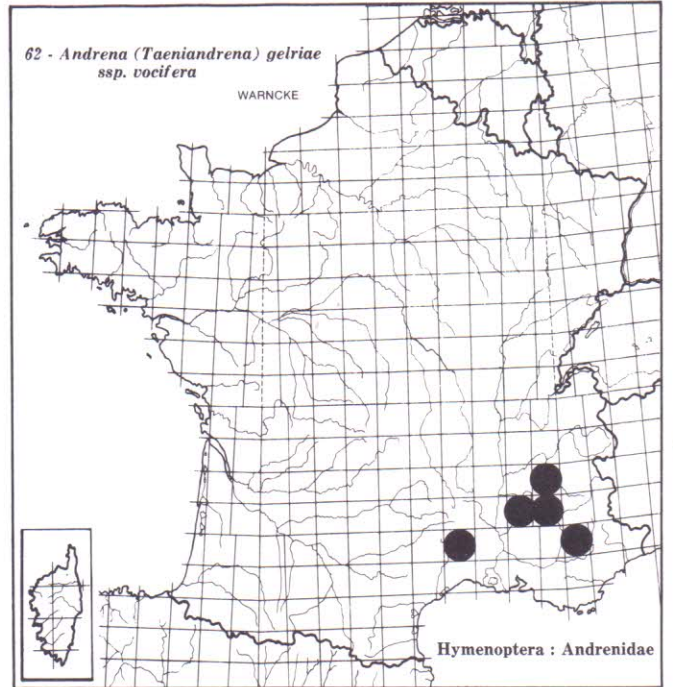 62 - Andrena (Taeniandrena) gelriae
ssp. vocifera
WARNCKE
Hymenoptera : Andrenidae